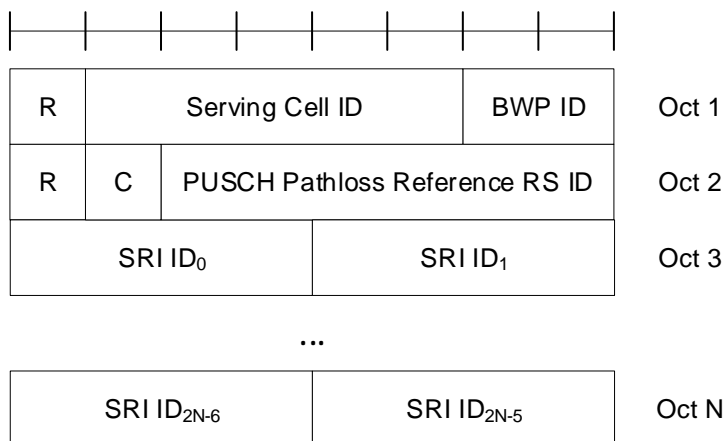 R Serving Cell ID BWP ID Oct 1
R C PUSCH Pathloss Reference RS ID Oct 2
SRI ID₀ SRI ID₁ Oct 3
...
SRI ID₂N-₆ SRI ID₂N-₅ Oct N